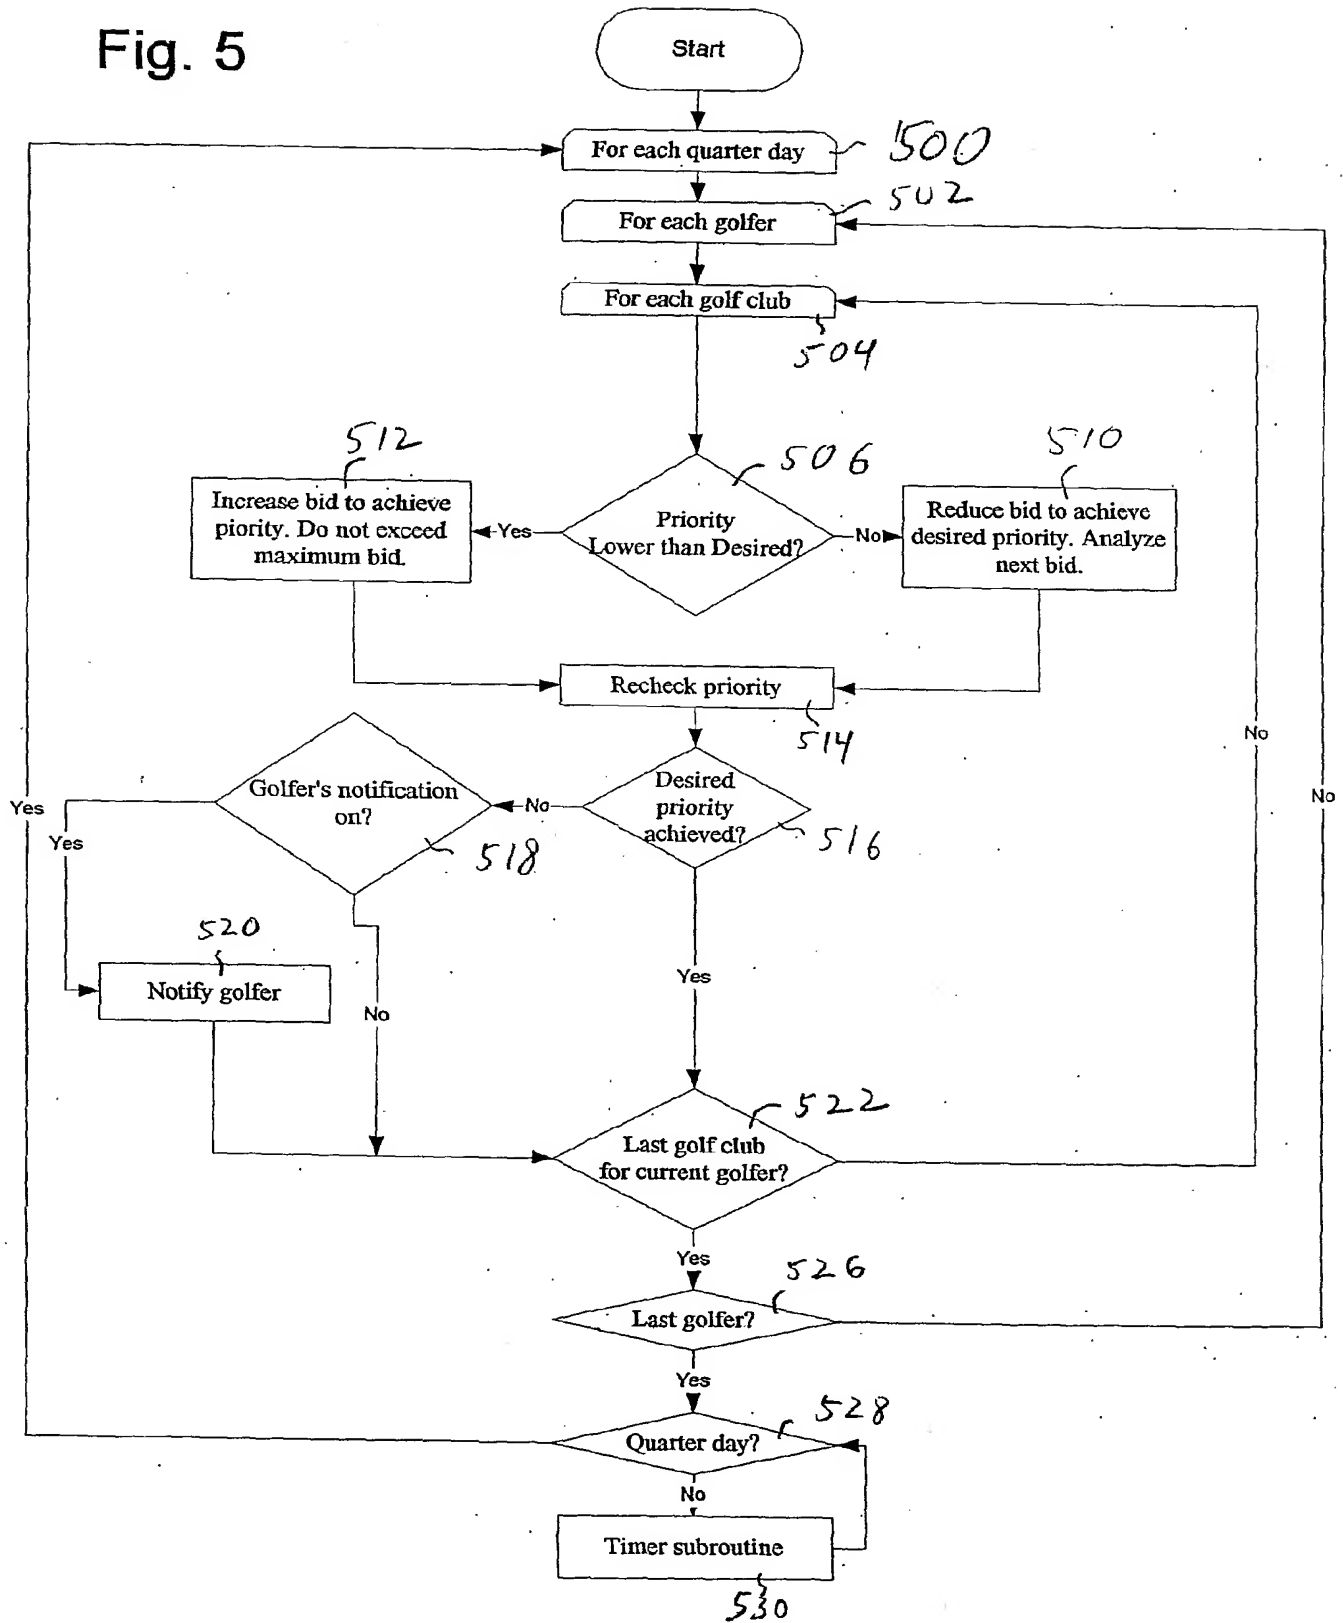 Fig. 5
Start
For each quarter day
500
For each golfer
502
For each golf club
504
512
506
510
Increase bid to achieve
piority. Do not exceed
maximum bid.
Yes
Priority
Lower than Desired?
No
Reduce bid to achieve
desired priority. Analyze
next bid.
Recheck priority
514
No
Golfer's notification
on?
No
Desired
priority
achieved?
No
Yes
Yes
518
516
520
Yes
Notify golfer
No
522
Last golf club
for current golfer?
Yes
526
Last golfer?
Yes
528
Quarter day?
No
Timer subroutine
530